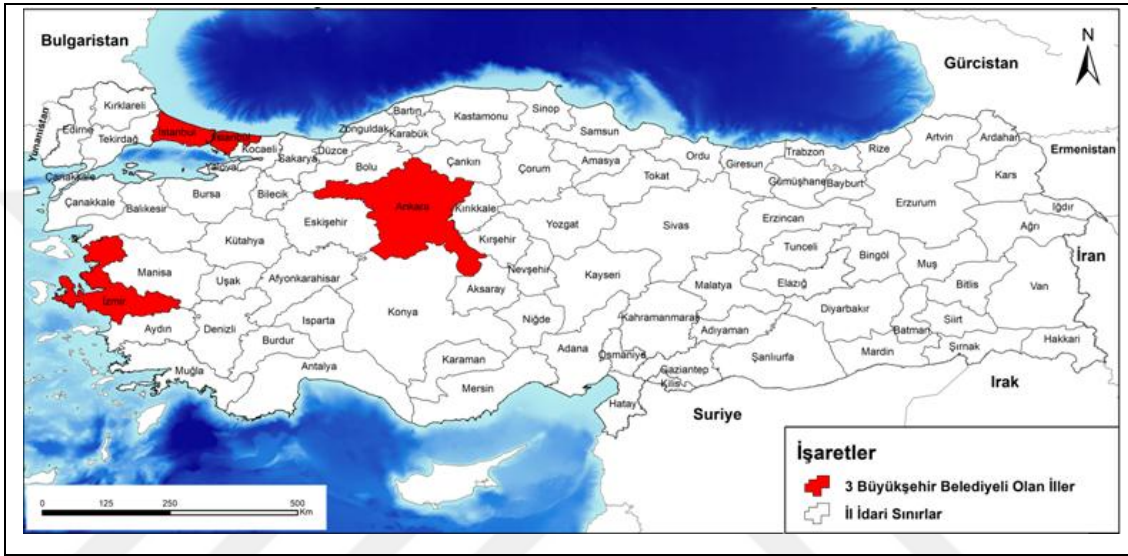 Bulgaristan
Gürcistan
N
Yunanistan
Ermenistan
İran
Irak
Suriye
Kırklareli
Edirne
Tekirdağ
İstanbul
İstanbul
Kocaeli
Yalova
Sakarya
Düzce
Zonguldak
Bartın
Karabük
Kastamonu
Sinop
Samsun
Ordu
Giresun
Trabzon
Rize
Artvin
Ardahan
Kars
Iğdır
Ağrı
Çanakkale
Çanakkale
Balıkesir
Bursa
Bilecik
Bolu
Çankırı
Çorum
Amasya
Tokat
Gümüşhane
Bayburt
Erzurum
Eskişehir
Ankara
Kırıkkale
Yozgat
Sivas
Erzincan
Tunceli
Bingöl
Muş
Kütahya
Kırşehir
Manisa
Uşak
Afyonkarahisar
Nevşehir
Kayseri
Malatya
Elazığ
Bitlis
Van
İzmir
Aksaray
Konya
Niğde
Kahramanmaraş
Adıyaman
Diyarbakır
Batman
Siirt
Aydın
Denizli
Isparta
Burdur
Karaman
Adana
Osmaniye
Gaziantep
Şanlıurfa
Mardin
Şırnak
Hakkari
Muğla
Antalya
Mersin
Kilis
Hatay
İşaretler
3 Büyükşehir Belediyeli Olan İller
İl İdari Sınırlar
0 125 250 500
Km